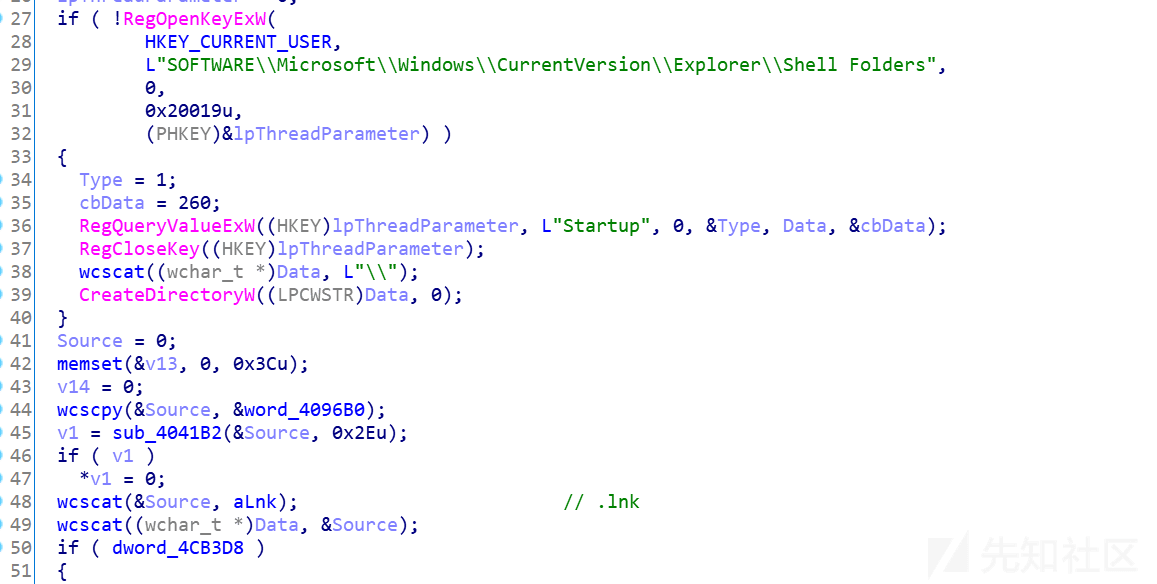 27 if ( !RegOpenKeyExW(
28 HKEY_CURRENT_USER,
29 L"SOFTWARE\\Microsoft\\Windows\\CurrentVersion\\Explorer\\Shell Folders",
30 0,
31 0x20019u,
32 (PHKEY)&lpThreadParameter) )
33 {
34 Type = 1;
35 cbData = 260;
36 RegQueryValueExW((HKEY)lpThreadParameter, L"Startup", 0, &Type, Data, &cbData);
37 RegCloseKey((HKEY)lpThreadParameter);
38 wcscat((wchar_t *)Data, L"\\");
39 CreateDirectoryW((LPCWSTR)Data, 0);
40 }
41 Source = 0;
42 memset(&v13, 0, 0x3Cu);
43 v14 = 0;
44 wcscpy(&Source, &word_4096B0);
45 v1 = sub_4041B2(&Source, 0x2Eu);
46 if ( v1 )
47 *v1 = 0;
48 wcscat(&Source, aLnk); // .lnk
49 wcscat((wchar_t *)Data, &Source);
50 if ( dword_4CB3D8 )
51 {
先知社区